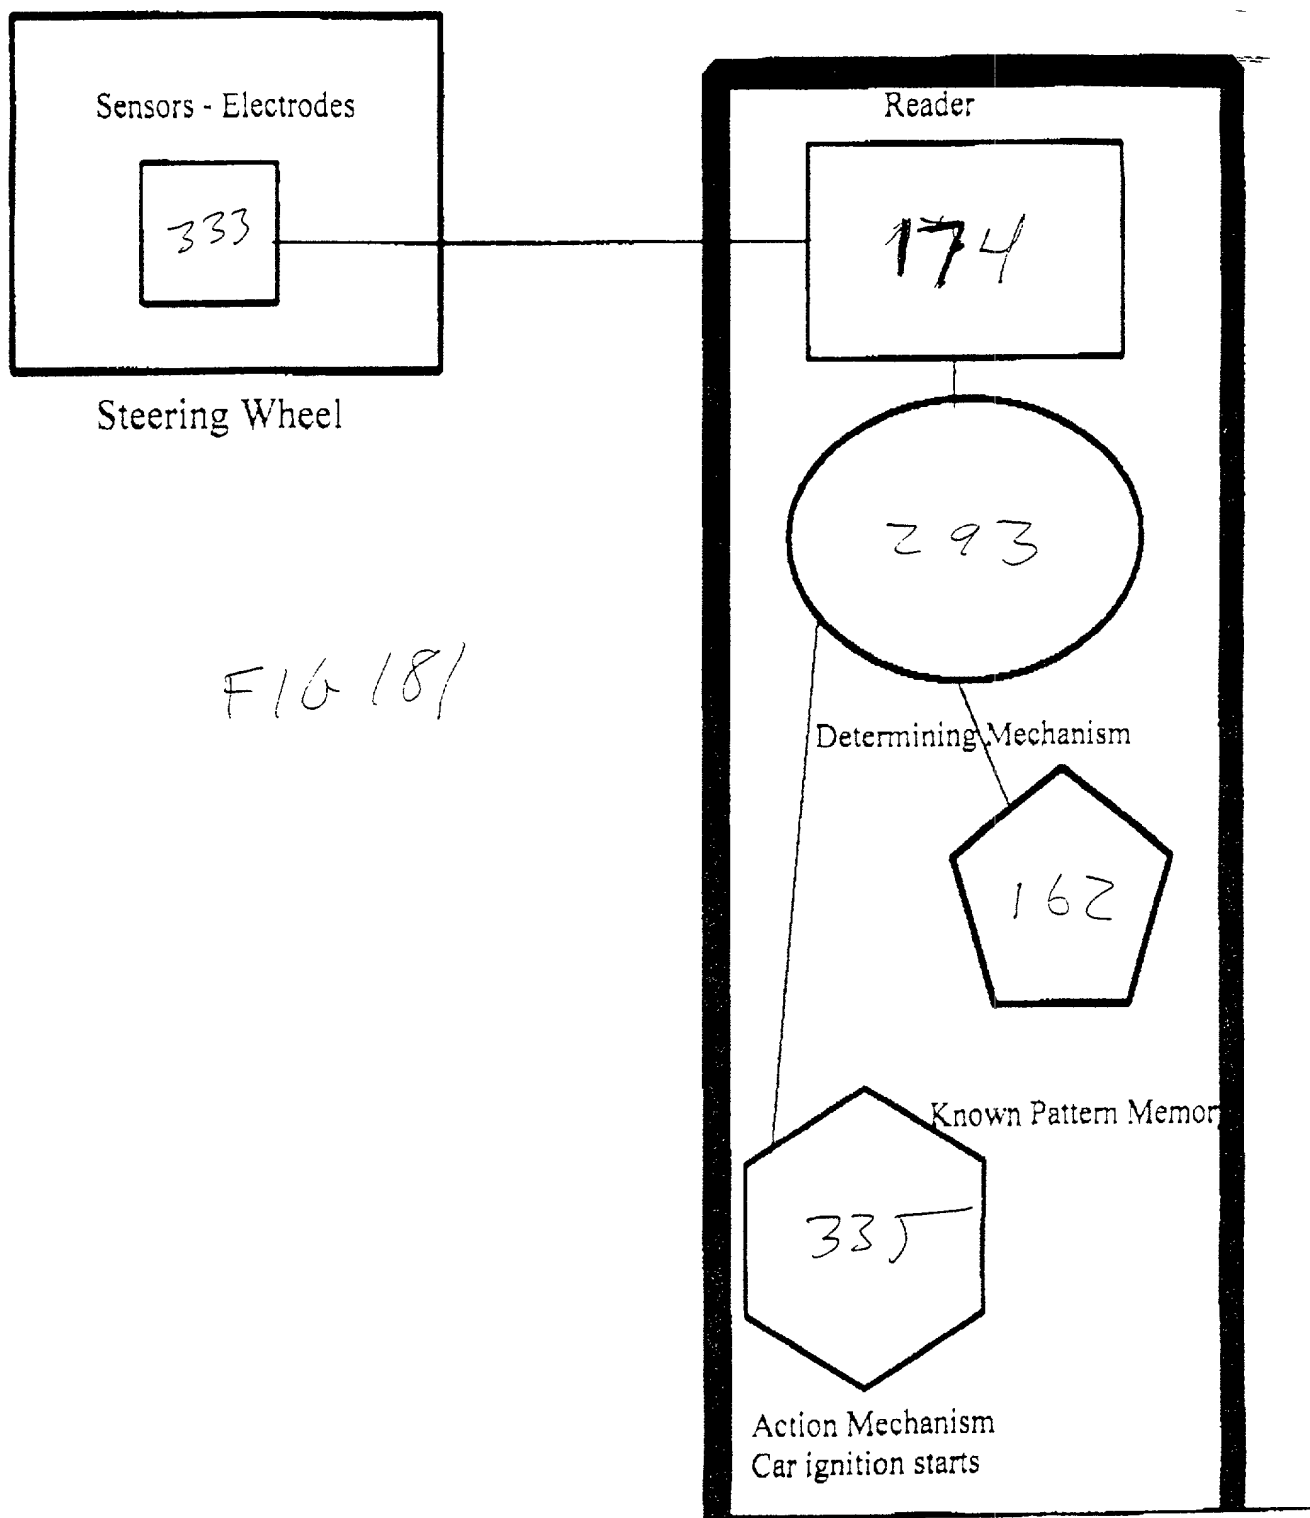 Sensors - Electrodes
333
Steering Wheel
Reader
174
293
FIG 181
Determining Mechanism
162
Known Pattern Memor
335
Action Mechanism
Car ignition starts